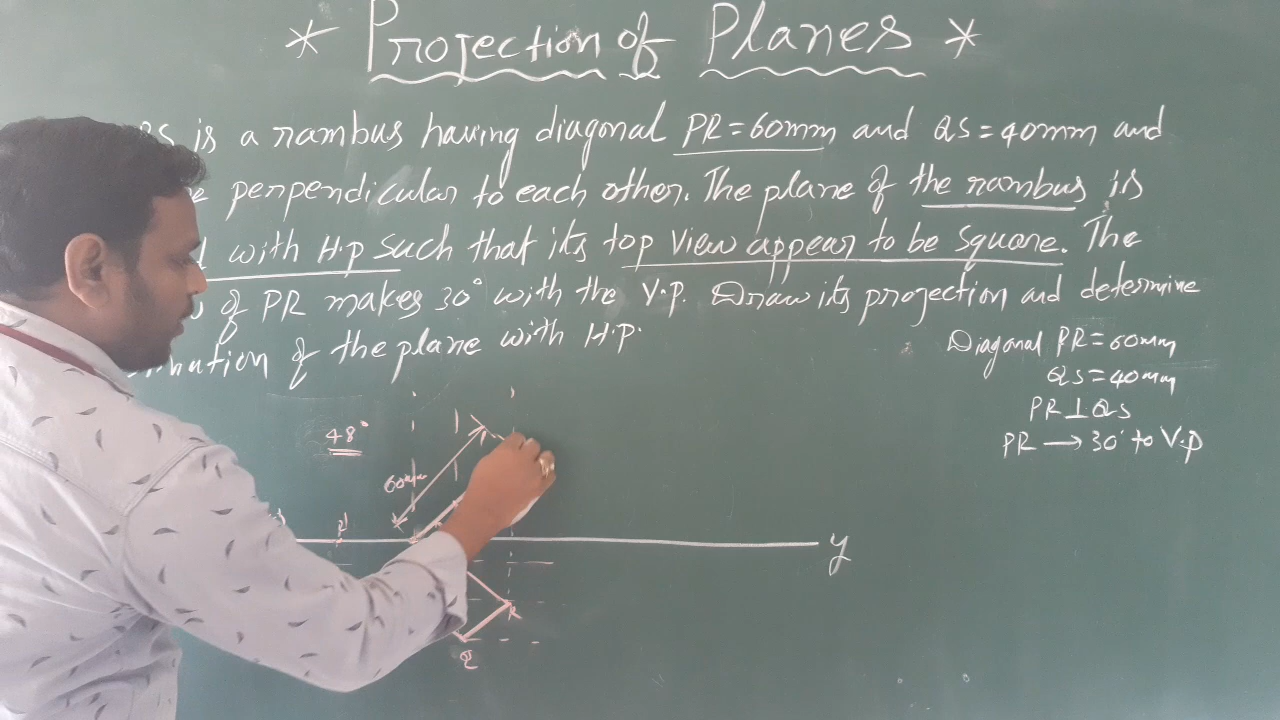 * Projection of Planes *
RS is a rambus having diagonal PR=60mm and QS=40mm and
perpendicular to each other. The plane of the rambus is
with H.p such that its top view appear to be square. The
of PR makes 30° with the V.P. Draw its projection and determine
of the plane with H.P.
Diagonal PR=60mm
QS=40mm
PR⊥QS
PR → 30° to V.P
48°
60mm
p'
y
R
Q